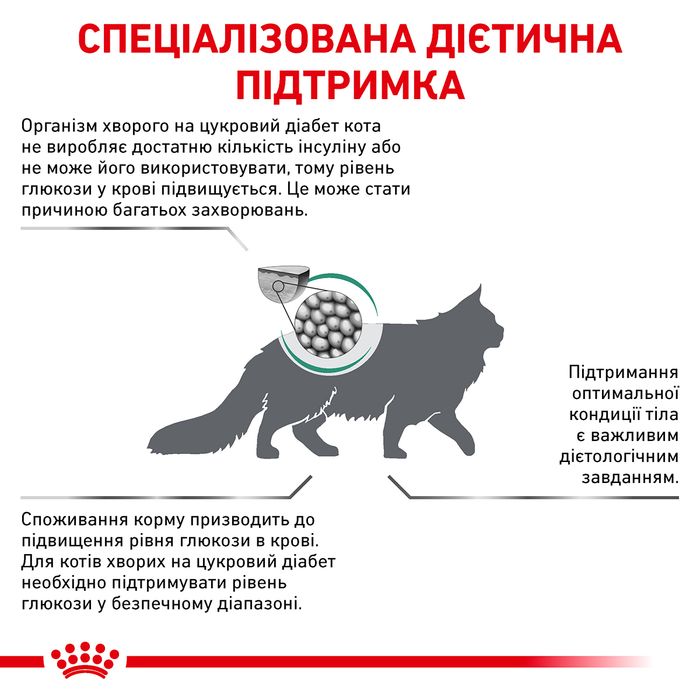 СПЕЦІАЛІЗОВАНА ДІЄТИЧНА
ПІДТРИМКА
Організм хворого на цукровий діабет кота
не виробляє достатню кількість інсуліну або
не може його використовувати, тому рівень
глюкози у крові підвищується. Це може стати
причиною багатьох захворювань.
Підтримання
оптимальної
кондиції тіла
є важливим
дієтологічним
завданням.
Споживання корму призводить до
підвищення рівня глюкози в крові.
Для котів хворих на цукровий діабет
необхідно підтримувати рівень
глюкози у безпечному діапазоні.